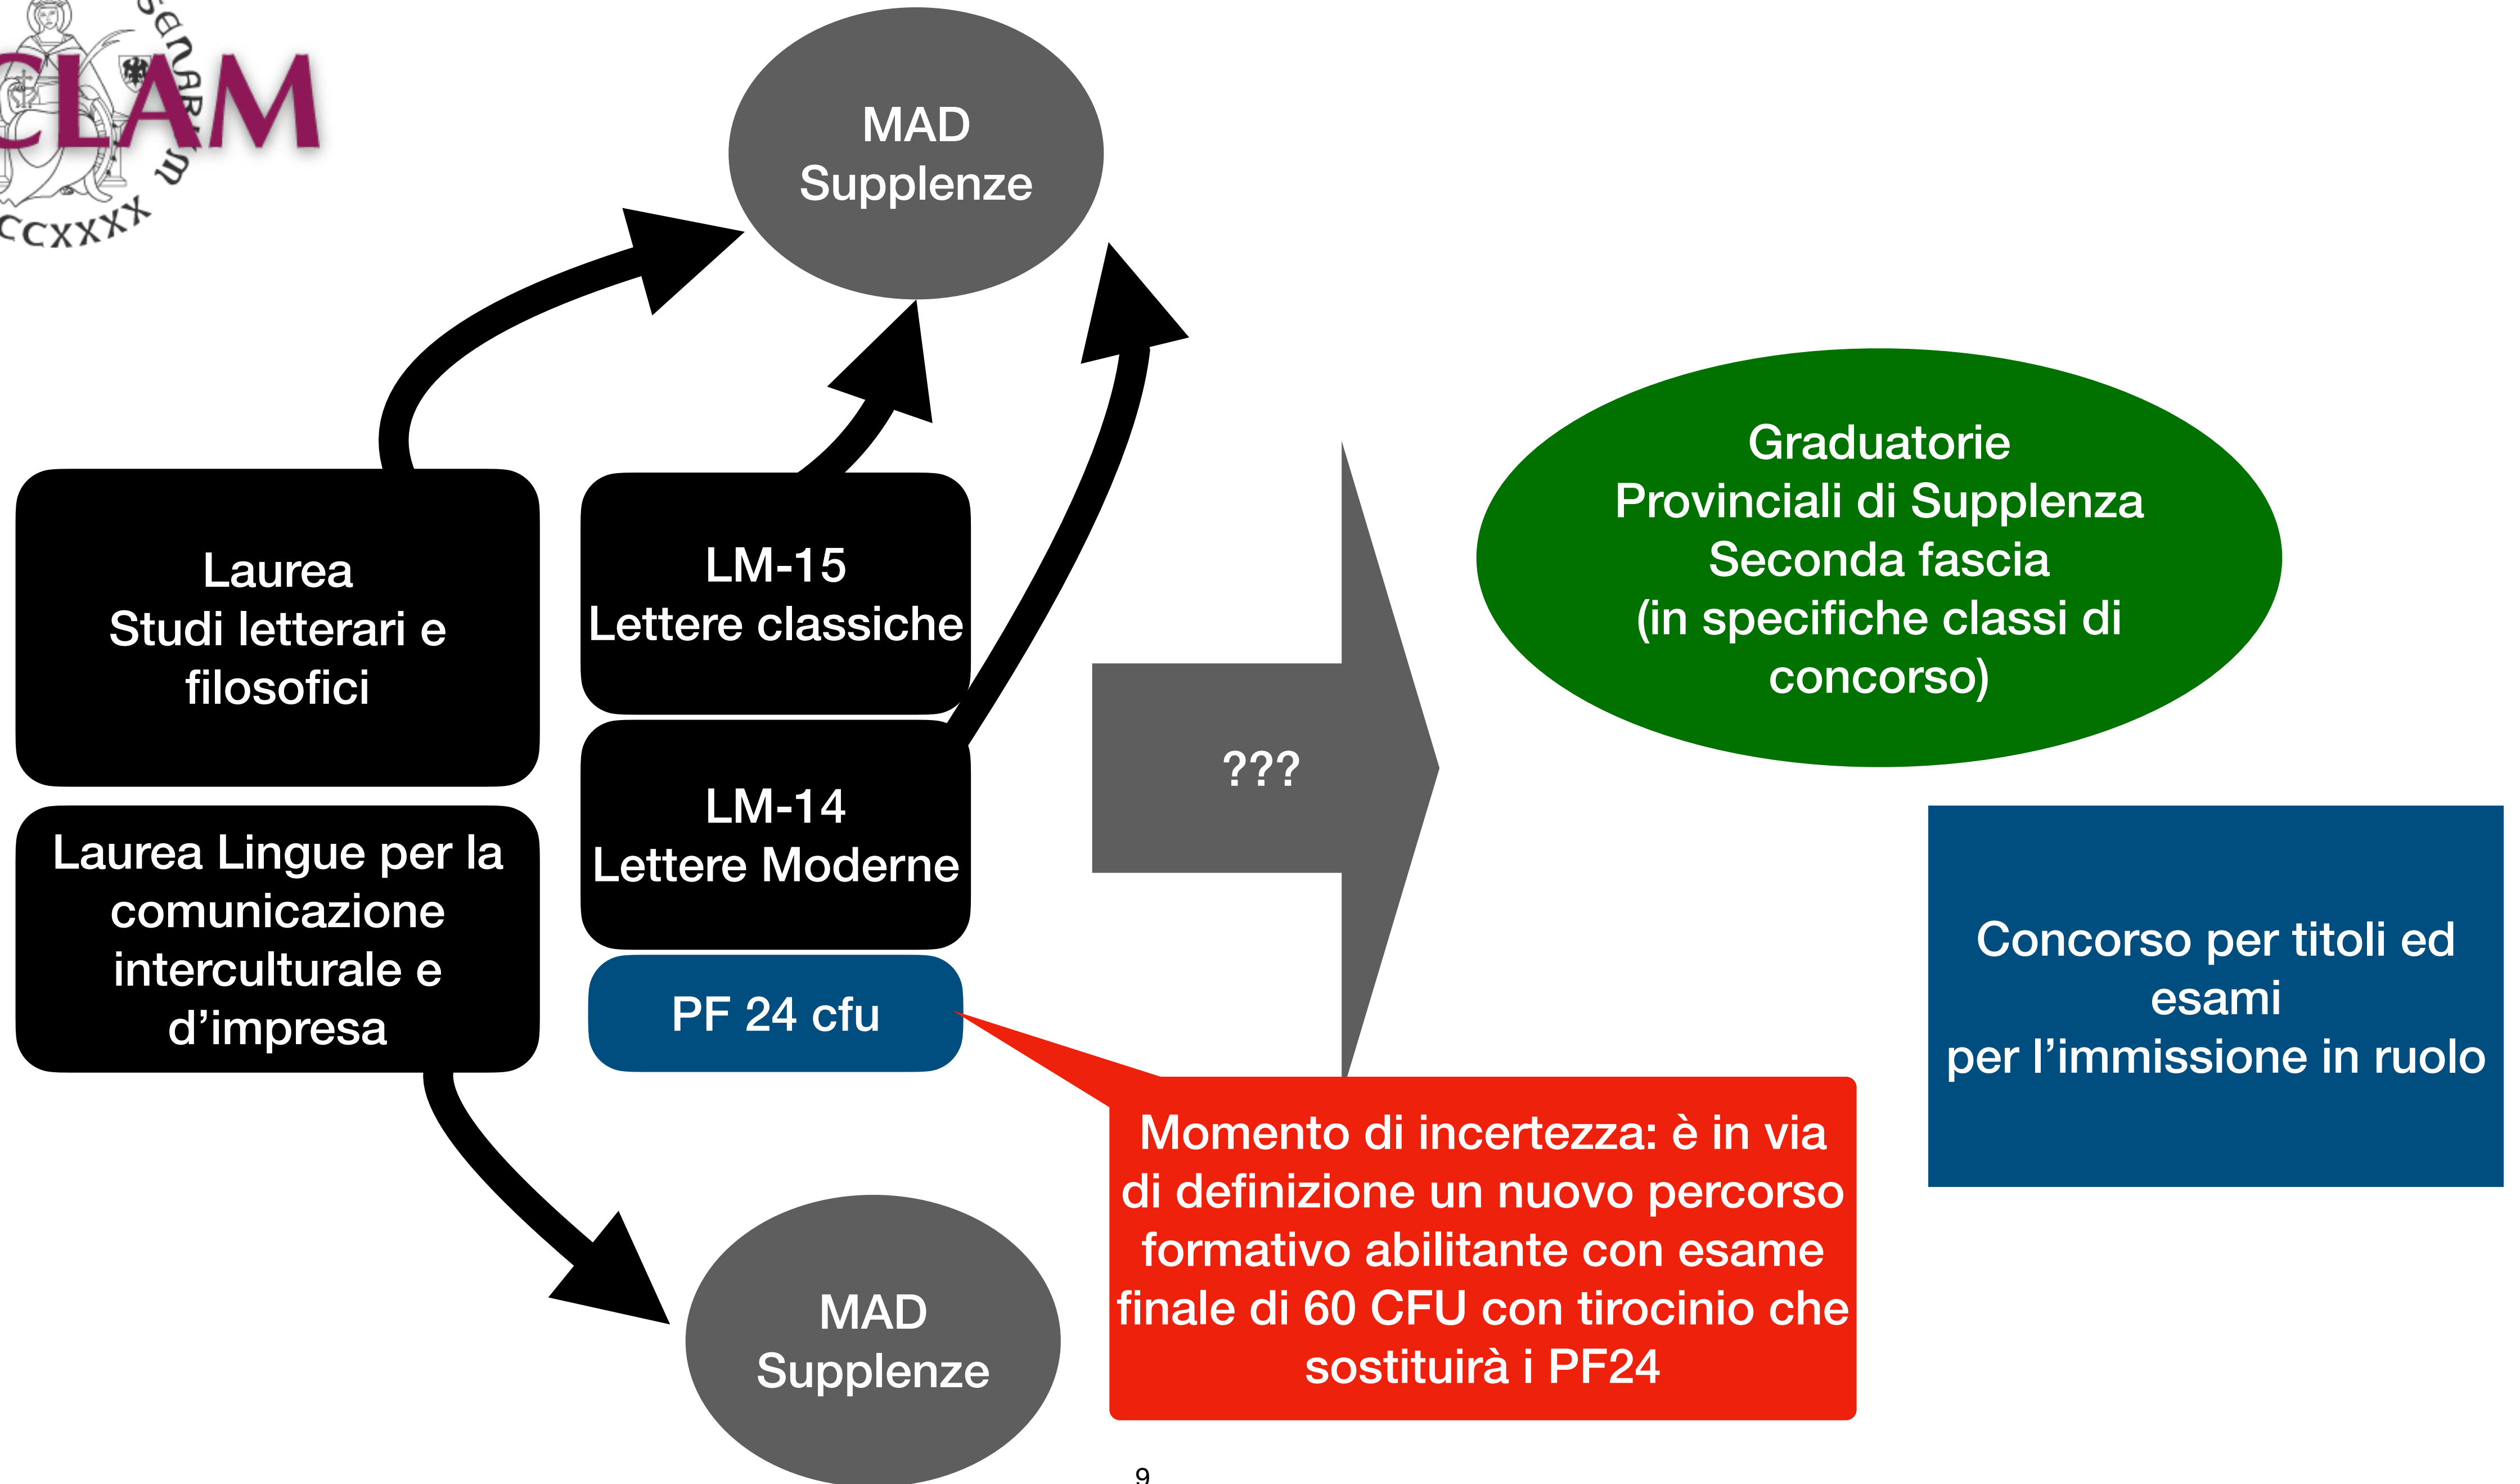 CLAM
CCXXXX
MAD
Supplenze
Laurea
Studi letterari e
filosofici
LM-15
Lettere classiche
Graduatorie
Provinciali di Supplenza
Seconda fascia
(in specifiche classi di
concorso)
???
Laurea Lingue per la
comunicazione
interculturale e
d’impresa
LM-14
Lettere Moderne
PF 24 cfu
Concorso per titoli ed
esami
per l’immissione in ruolo
Momento di incertezza: è in via
di definizione un nuovo percorso
formativo abilitante con esame
finale di 60 CFU con tirocinio che
sostituirà i PF24
MAD
Supplenze
9